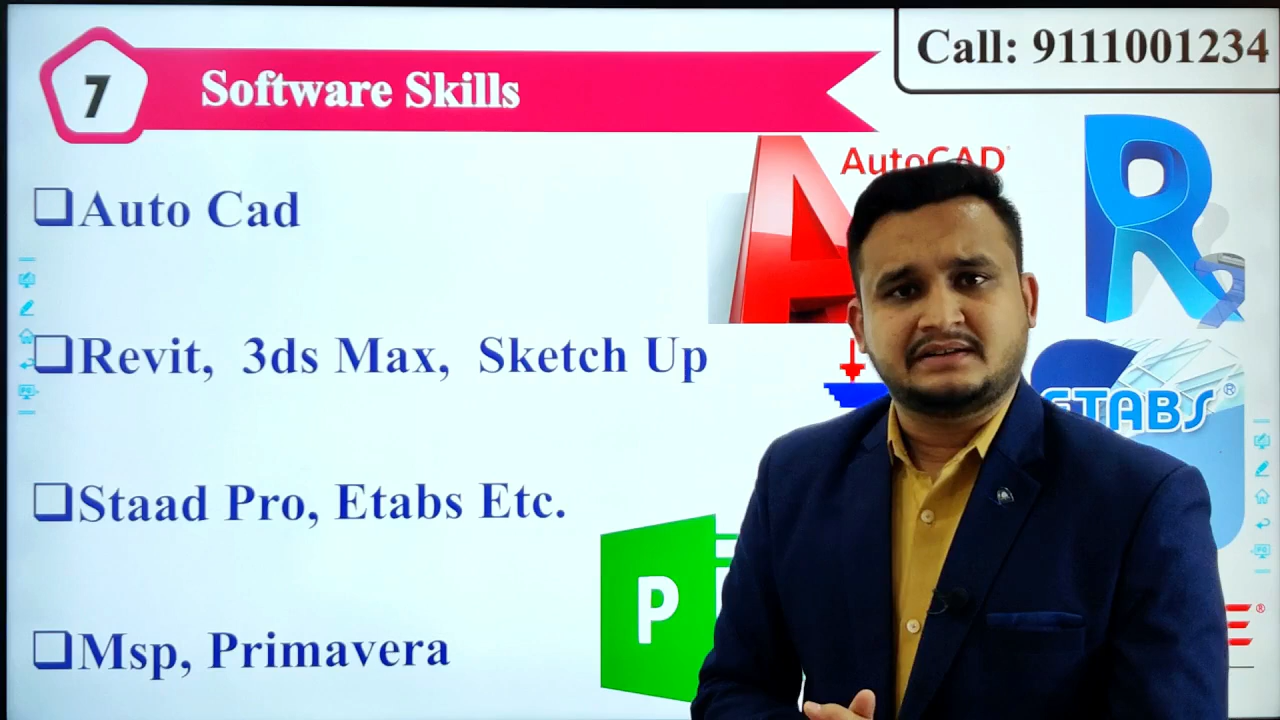 7
Software Skills
Call: 9111001234
❑Auto Cad
AutoCAD
❑Revit, 3ds Max, Sketch Up
ETABS®
❑Staad Pro, Etabs Etc.
P
❑Msp, Primavera